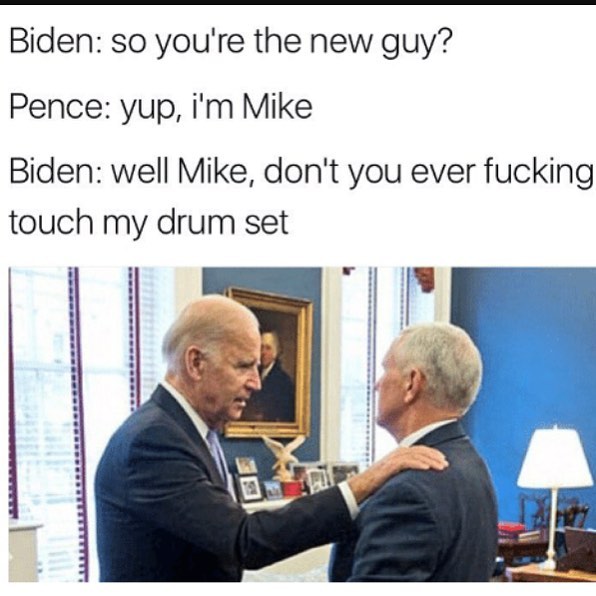 Biden: so you're the new guy?
Pence: yup, i'm Mike
Biden: well Mike, don't you ever fucking
touch my drum set